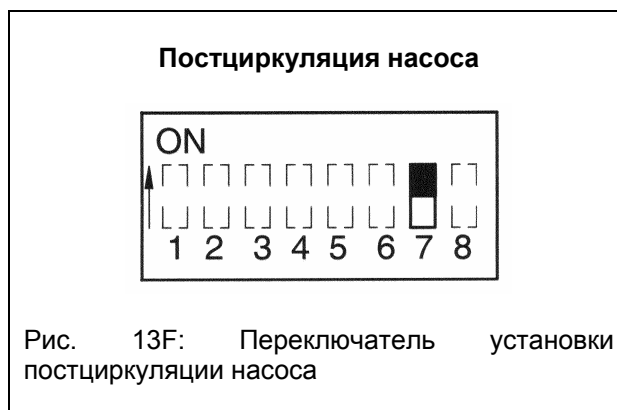 Постциркуляция насоса
ON
1 2 3 4 5 6 7 8
Рис. 13F: Переключатель установки
постциркуляции насоса